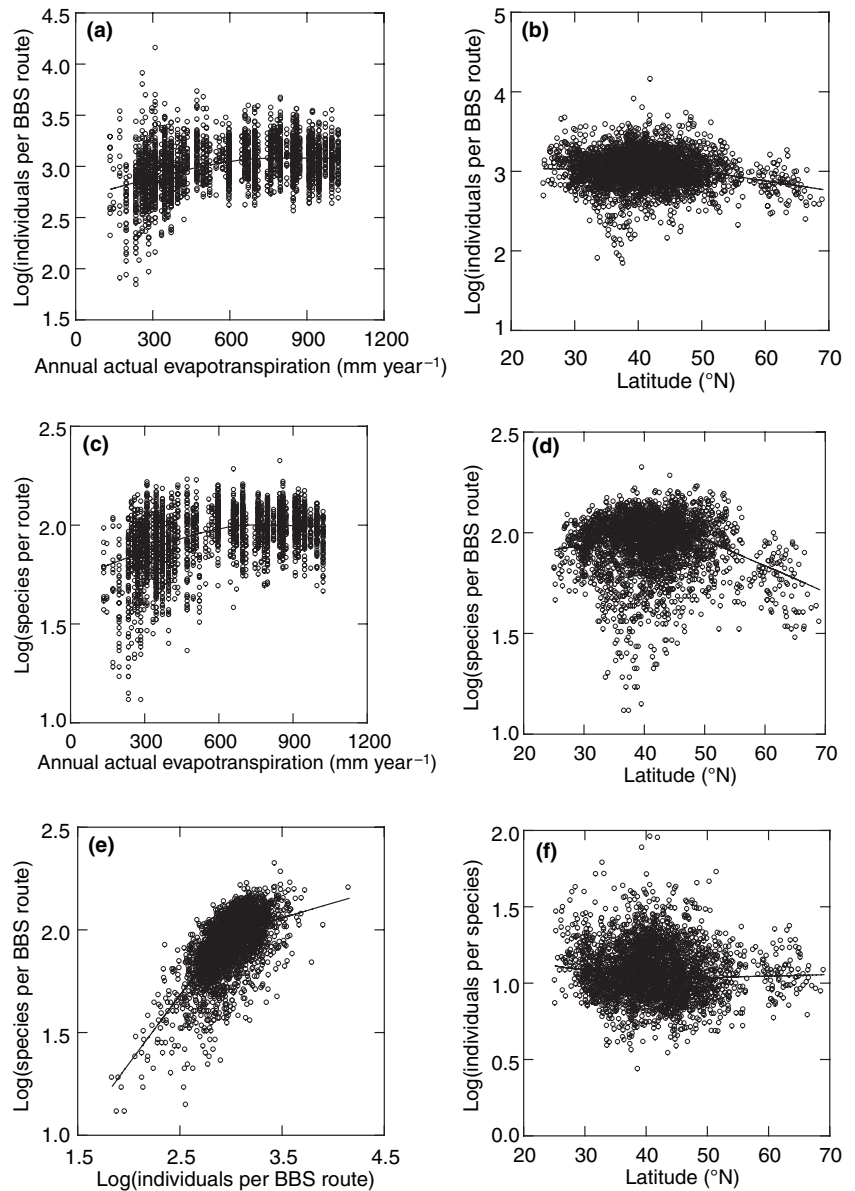 (a)
Log(individuals per BBS route)
4.5
4.0
3.5
3.0
2.5
2.0
1.5
0 300 600 900 1200
Annual actual evapotranspiration (mm year⁻¹)
(b)
Log(individuals per BBS route)
5
4
3
2
1
20 30 40 50 60 70
Latitude (°N)
(c)
Log(species per route)
2.5
2.0
1.5
1.0
0 300 600 900 1200
Annual actual evapotranspiration (mm year⁻¹)
(d)
Log(species per BBS route)
2.5
2.0
1.5
1.0
20 30 40 50 60 70
Latitude (°N)
(e)
Log(species per BBS route)
2.5
2.0
1.5
1.0
1.5 2.5 3.5 4.5
Log(individuals per BBS route)
(f)
Log(individuals per species)
2.0
1.5
1.0
0.5
0.0
20 30 40 50 60 70
Latitude (°N)